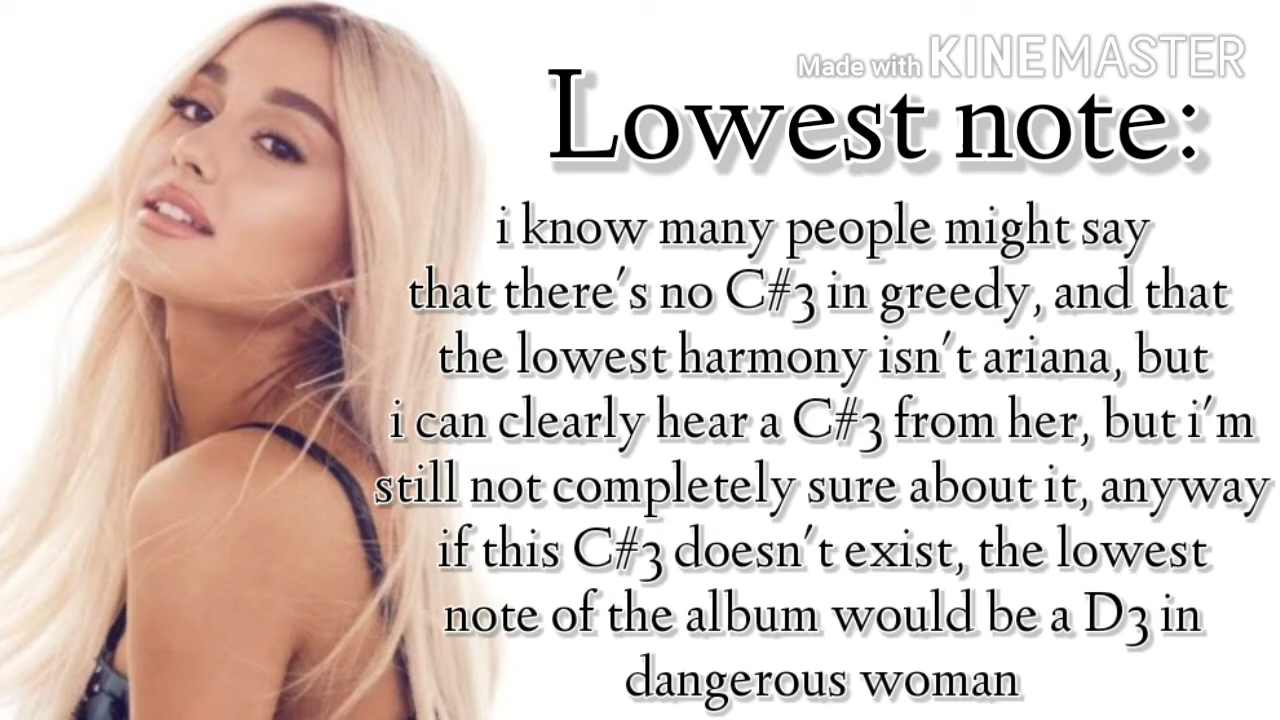 Made with KINEMASTER
Lowest note:
i know many people might say
that there's no C#3 in greedy, and that
the lowest harmony isn't ariana, but
i can clearly hear a C#3 from her, but i'm
still not completely sure about it, anyway
if this C#3 doesn't exist, the lowest
note of the album would be a D3 in
dangerous woman